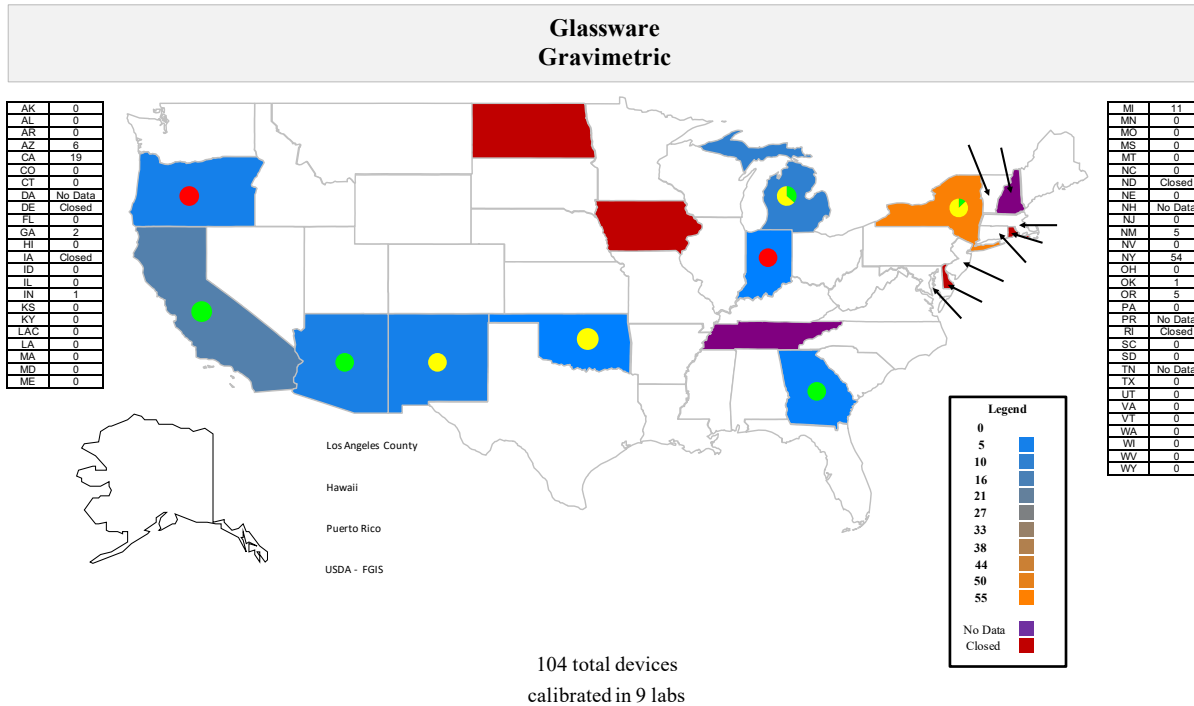 Glassware
Gravimetric
AK 0
AL 0
AR 0
AZ 6
CA 19
CO 0
CT 0
DA No Data
DE Closed
FL 0
GA 2
HI 0
IA Closed
ID 0
IL 0
IN 1
KS 0
KY 0
LAC 0
LA 0
MA 0
MD 0
ME 0
MI 11
MN 0
MO 0
MS 0
MT 0
NC 0
ND Closed
NE 0
NH No Data
NJ 0
NM 5
NV 0
NY 54
OH 0
OK 1
OR 5
PA 0
PR No Data
RI Closed
SC 0
SD 0
TN No Data
TX 0
UT 0
VA 0
VT 0
WA 0
WI 0
WV 0
WY 0
Los Angeles County
Hawaii
Puerto Rico
USDA - FGIS
Legend
0
5
10
16
21
27
33
38
44
50
55
No Data
Closed
104 total devices
calibrated in 9 labs